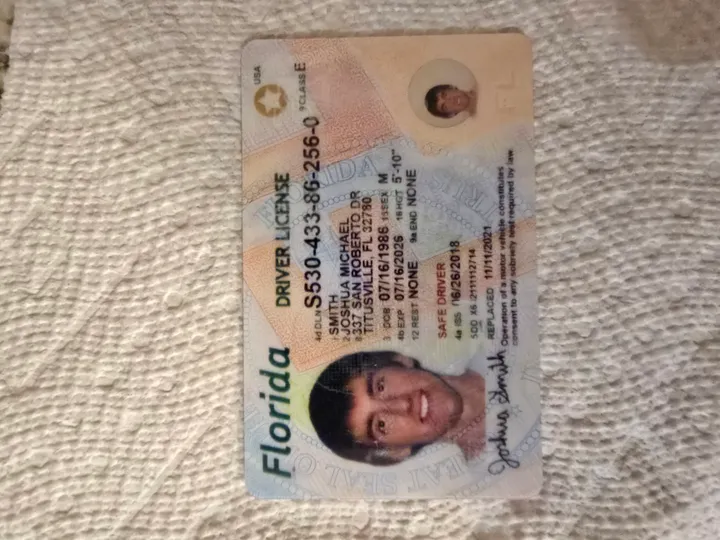 USA
Florida DRIVER LICENSE
9 CLASS E
4d DLN S530-433-86-256-0
1 SMITH
2 JOSHUA MICHAEL
8 337 SAN ROBERTO DR
TITUSVILLE, FL 32780
3 DOB 07/16/1986 15 SEX M
4b EXP 07/16/2026 16 HGT 5'-10"
12 REST NONE 9a END NONE
SAFE DRIVER
4a ISS 06/26/2018
5 DD X6
REPLACED 11/11/2021
Operation of a motor vehicle constitutes
consent to any sobriety test required by law
Joshua Smith
FL
FLORIDA
GREAT SEAL OF